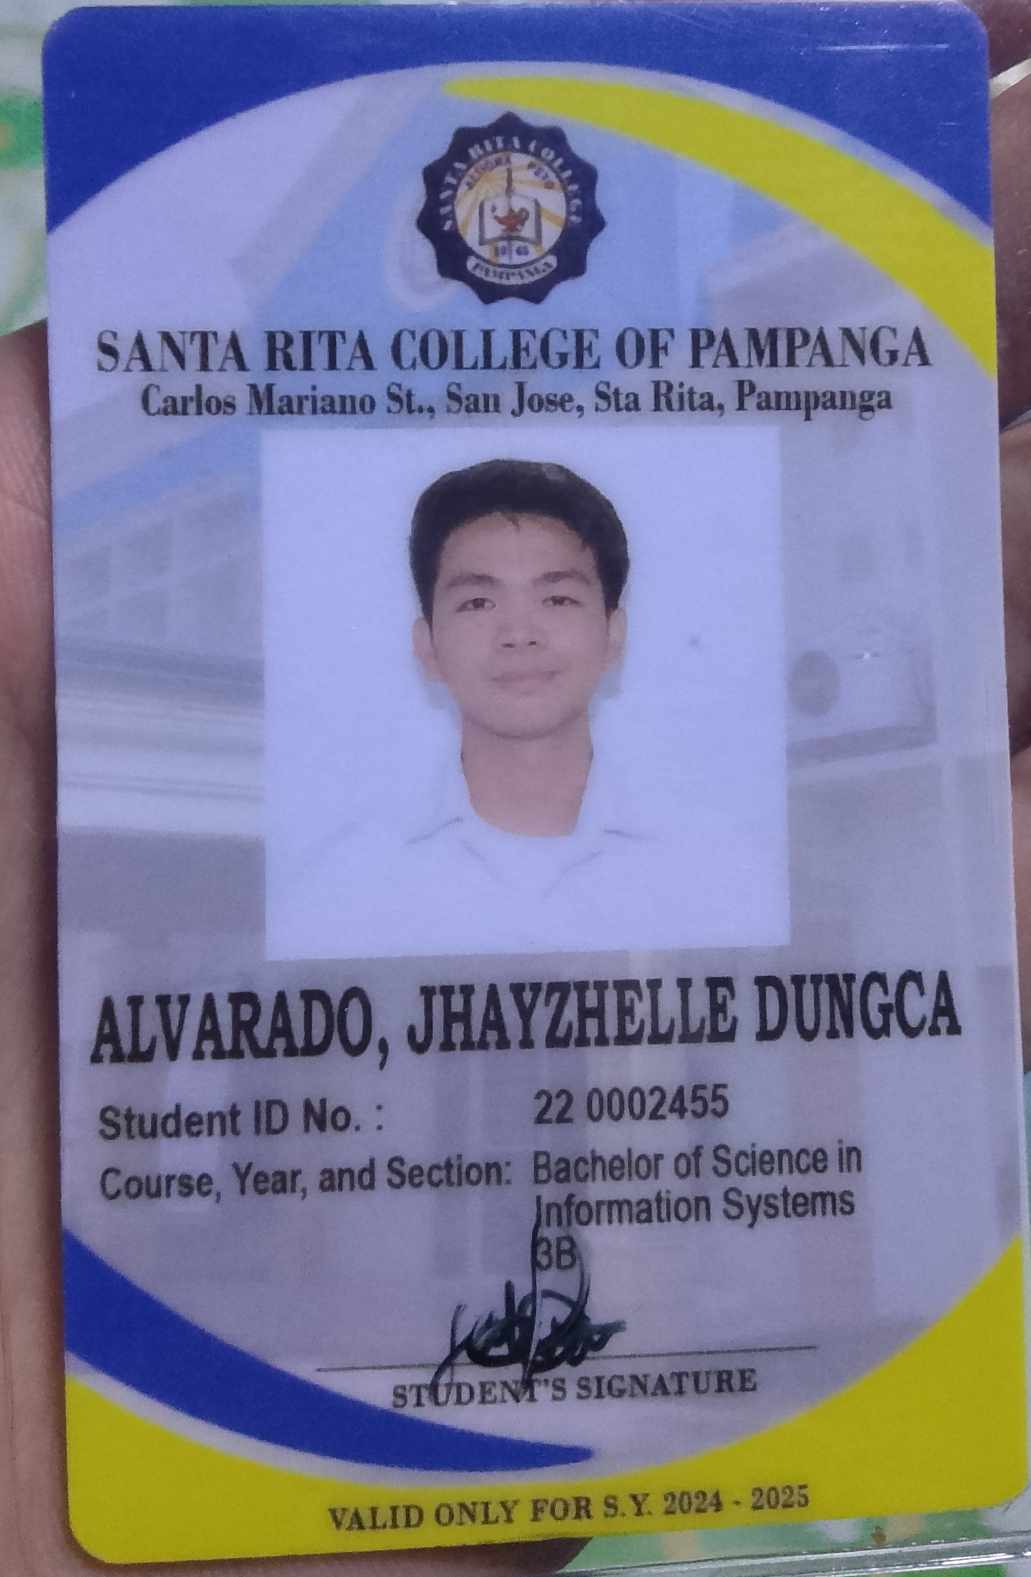 SANTA RITA COLLEGE
PAMPANGA
SANTA RITA COLLEGE OF PAMPANGA
Carlos Mariano St., San Jose, Sta Rita, Pampanga
ALVARADO, JHAYZHELLE DUNGCA
Student ID No. : 22 0002455
Course, Year, and Section: Bachelor of Science in
Information Systems
3B
STUDENT'S SIGNATURE
VALID ONLY FOR S.Y. 2024 - 2025